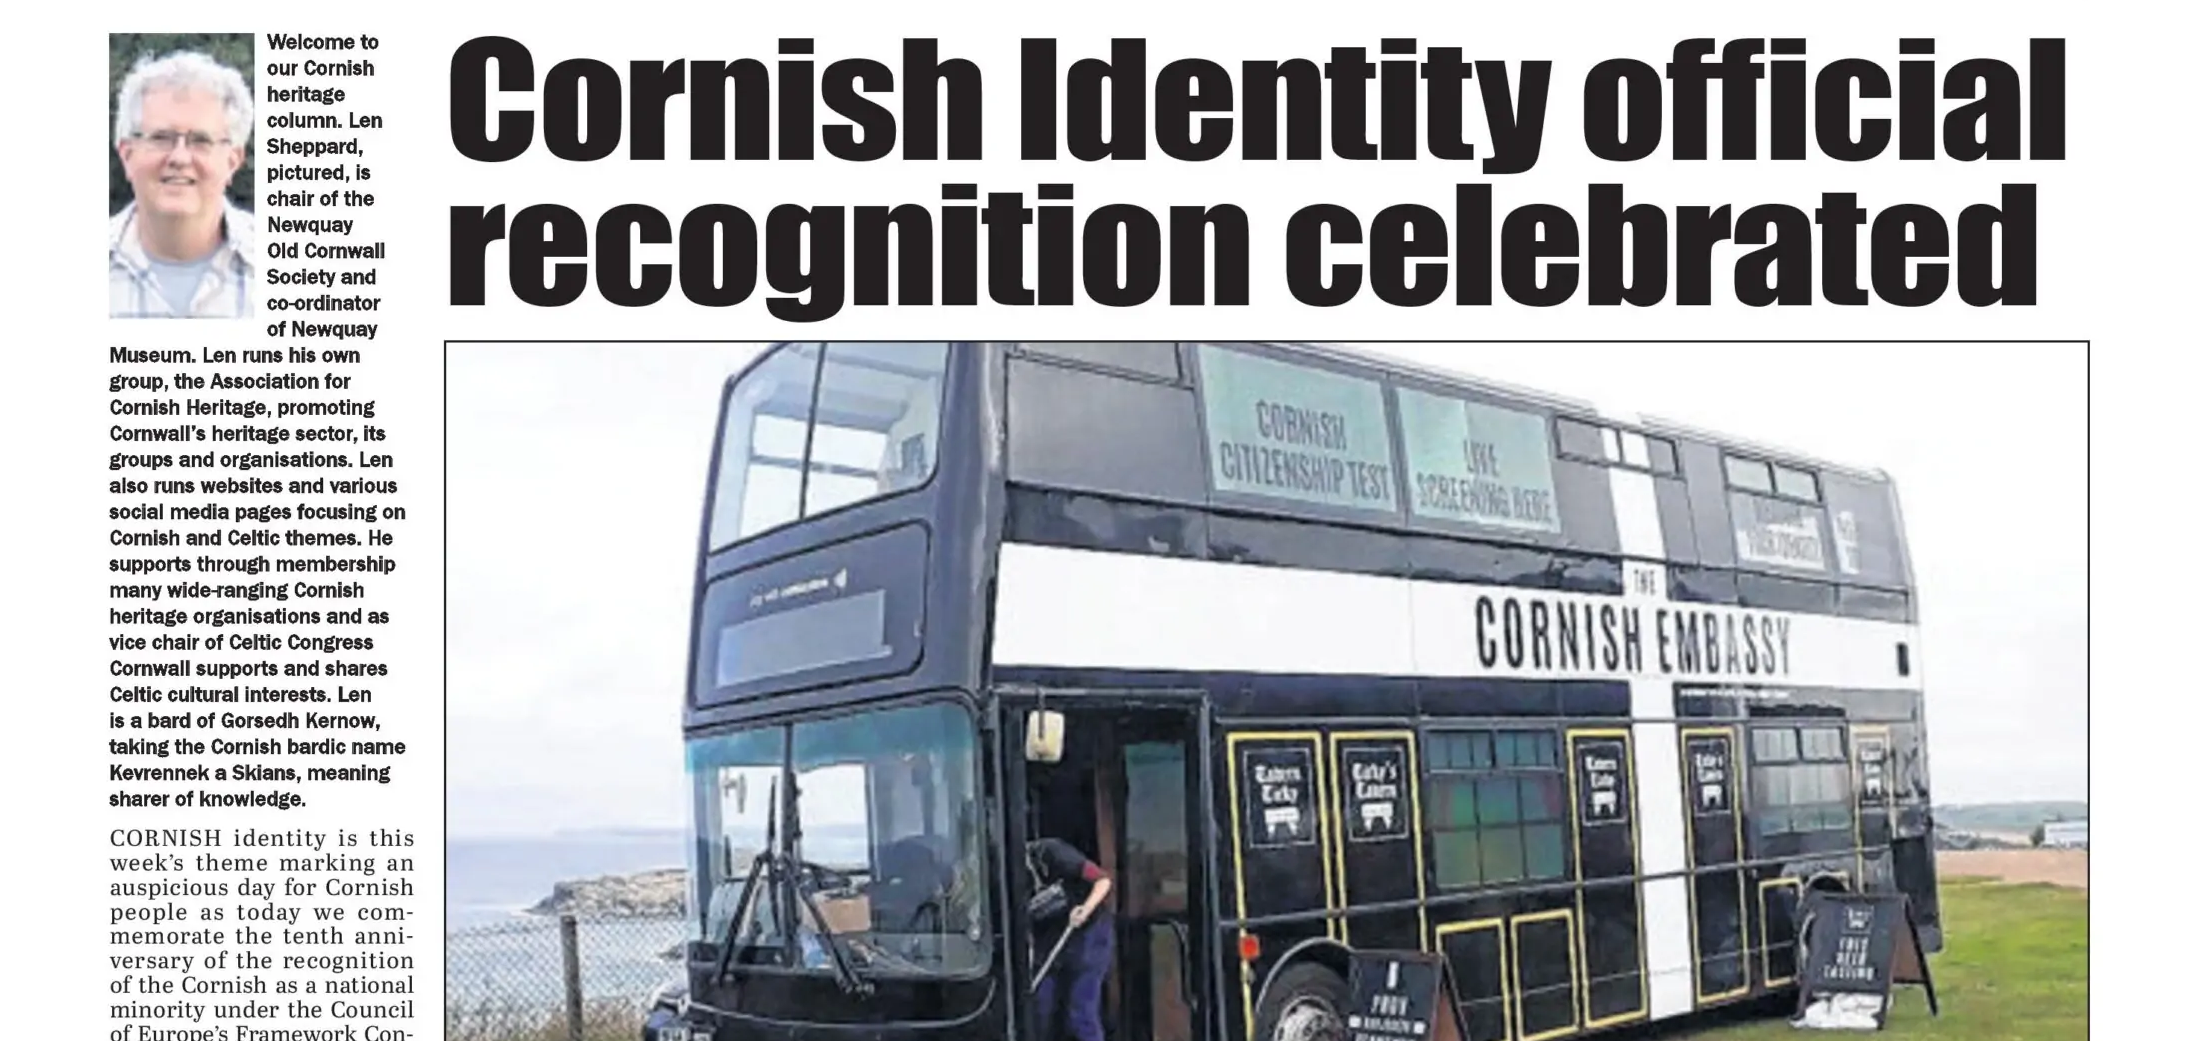 Welcome to
our Cornish
heritage
column. Len
Sheppard,
pictured, is
chair of the
Newquay
Old Cornwall
Society and
co-ordinator
of Newquay
Museum. Len runs his own
group, the Association for
Cornish Heritage, promoting
Cornwall's heritage sector, its
groups and organisations. Len
also runs websites and various
social media pages focusing on
Cornish and Celtic themes. He
supports through membership
many wide-ranging Cornish
heritage organisations and as
vice chair of Celtic Congress
Cornwall supports and shares
Celtic cultural interests. Len
is a bard of Gorsedh Kernow,
taking the Cornish bardic name
Kevrennek a Skians, meaning
sharer of knowledge.
CORNISH identity is this
week's theme marking an
auspicious day for Cornish
people as today we com-
memorate the tenth anni-
versary of the recognition
of the Cornish as a national
minority under the Council
of Europe's Framework Con-
Cornish Identity official
recognition celebrated
CORNISH
CITIZENSHIP TEST
LIVE
SCREENING HERE
THE
CORNISH EMBASSY
Tavern
Ticky
Ticky's
Tavern
Tavern
Ticky
Ticky's
Tavern
FREE
BEER
TASTING